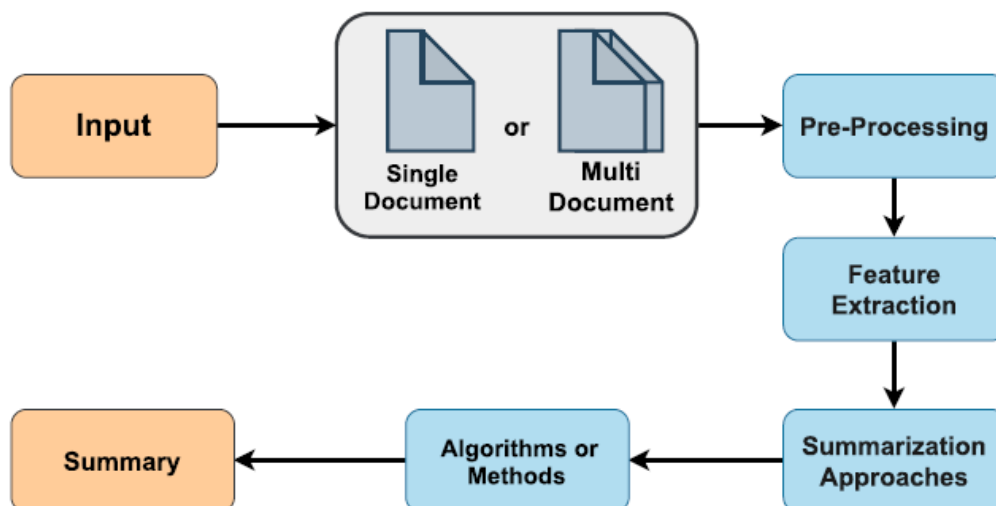 Input
Single
Document
or
Multi
Document
Pre-Processing
Feature
Extraction
Summarization
Approaches
Algorithms or
Methods
Summary